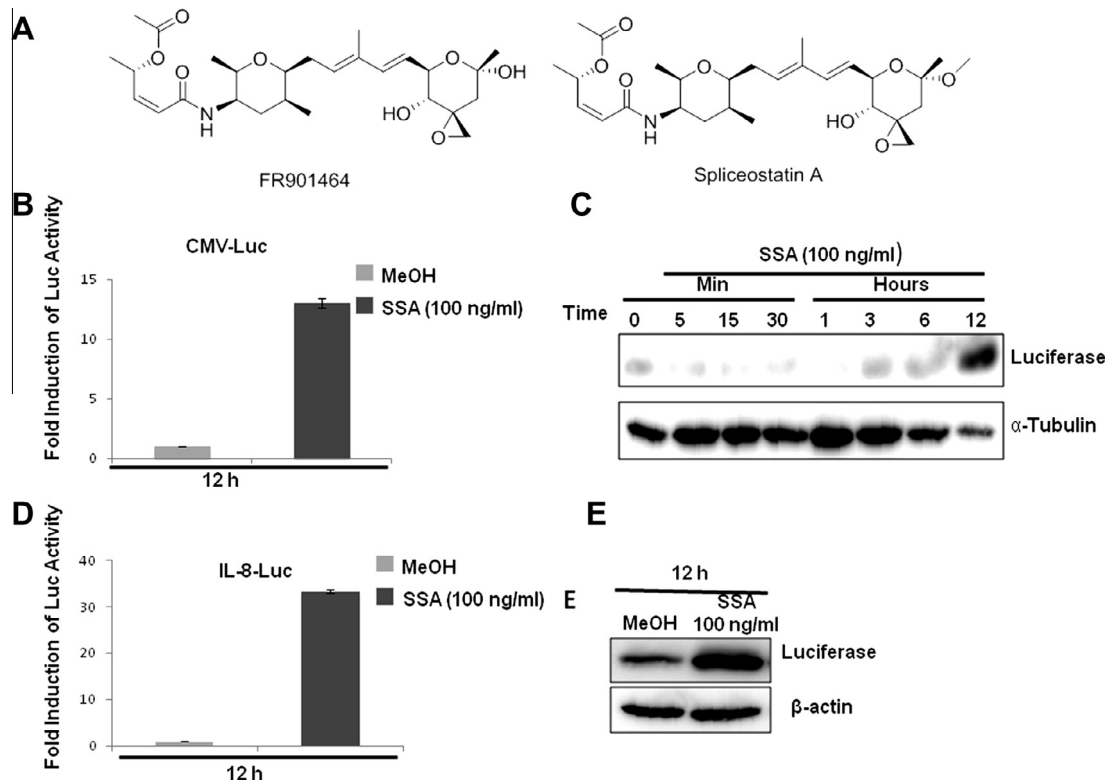 A
O
O
O
N
H
O
O
OH
HO
O
FR901464
O
O
O
N
H
O
O
O
HO
O
Spliceostatin A
B
Fold Induction of Luc Activity
CMV-Luc
15
10
5
0
MeOH
SSA (100 ng/ml)
12 h
C
SSA (100 ng/ml)
Min
Hours
Time 0 5 15 30 1 3 6 12
Luciferase
α-Tubulin
D
Fold Induction of Luc Activity
IL-8-Luc
40
30
20
10
0
MeOH
SSA (100 ng/ml)
12 h
E
E
12 h
MeOH
SSA
100 ng/ml
Luciferase
β-actin